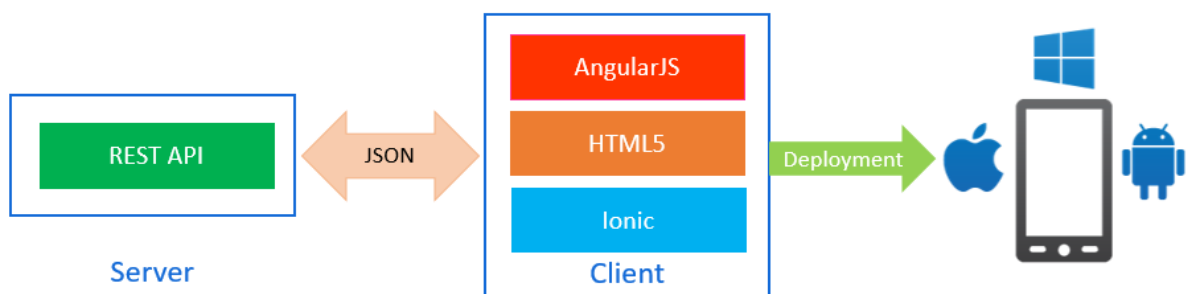 REST API
Server
JSON
AngularJS
HTML5
Ionic
Client
Deployment